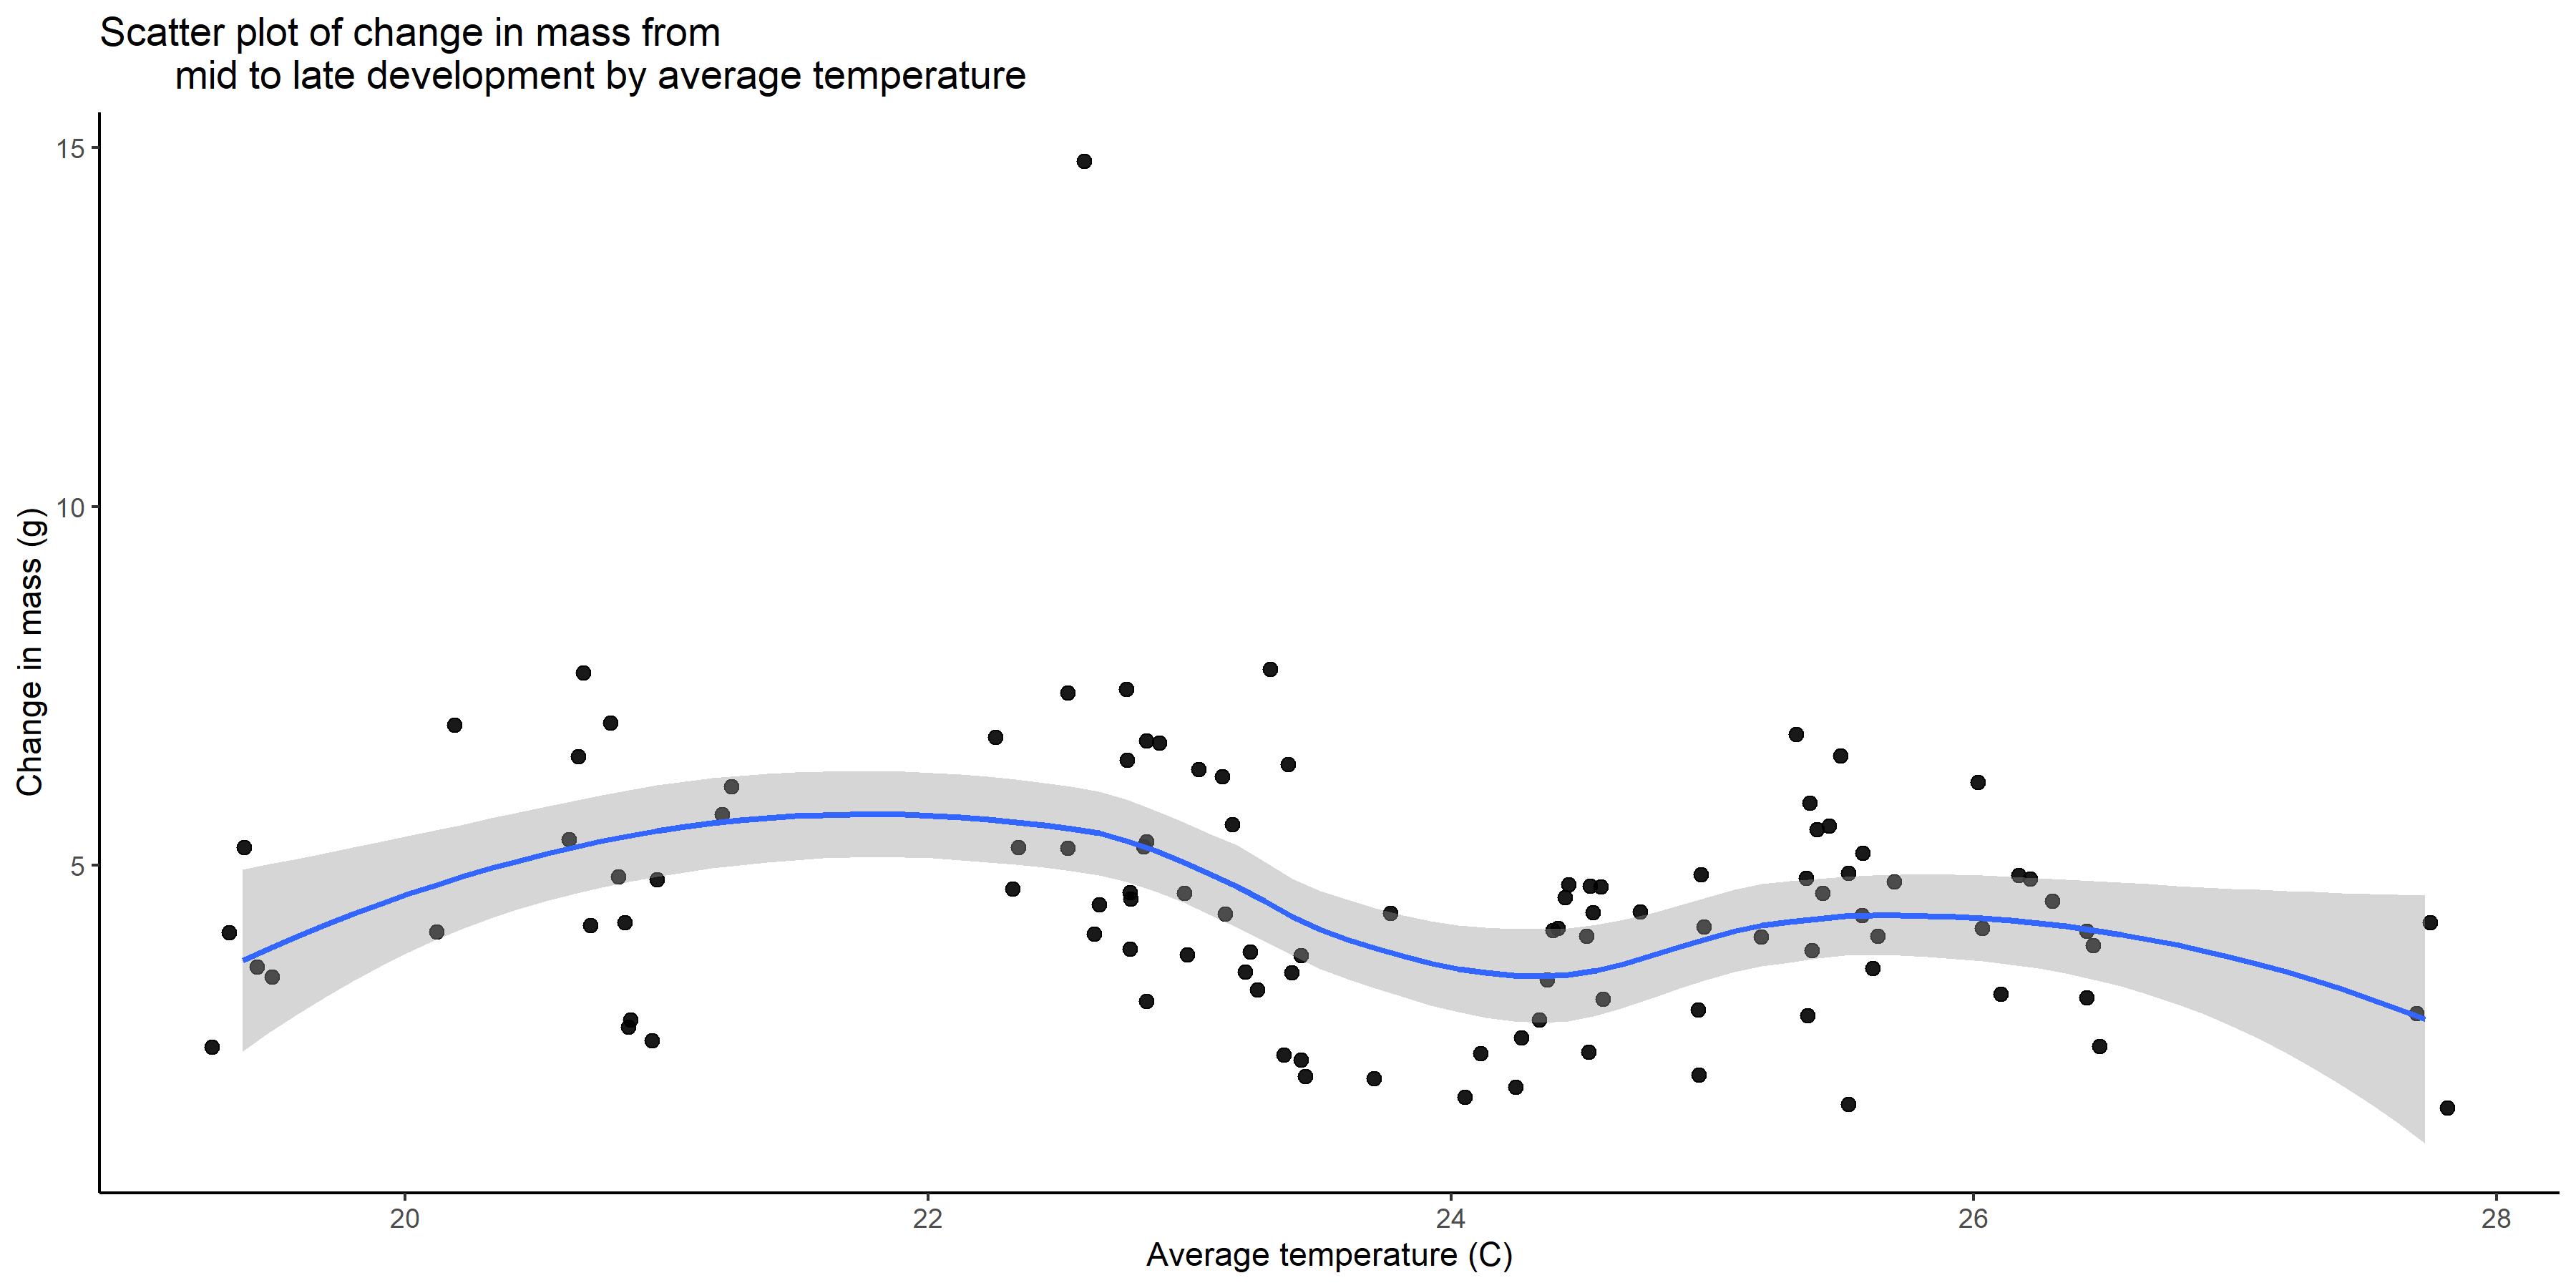 Scatter plot of change in mass from
mid to late development by average temperature
15
10
5
Change in mass (g)
20
22
24
26
28
Average temperature (C)